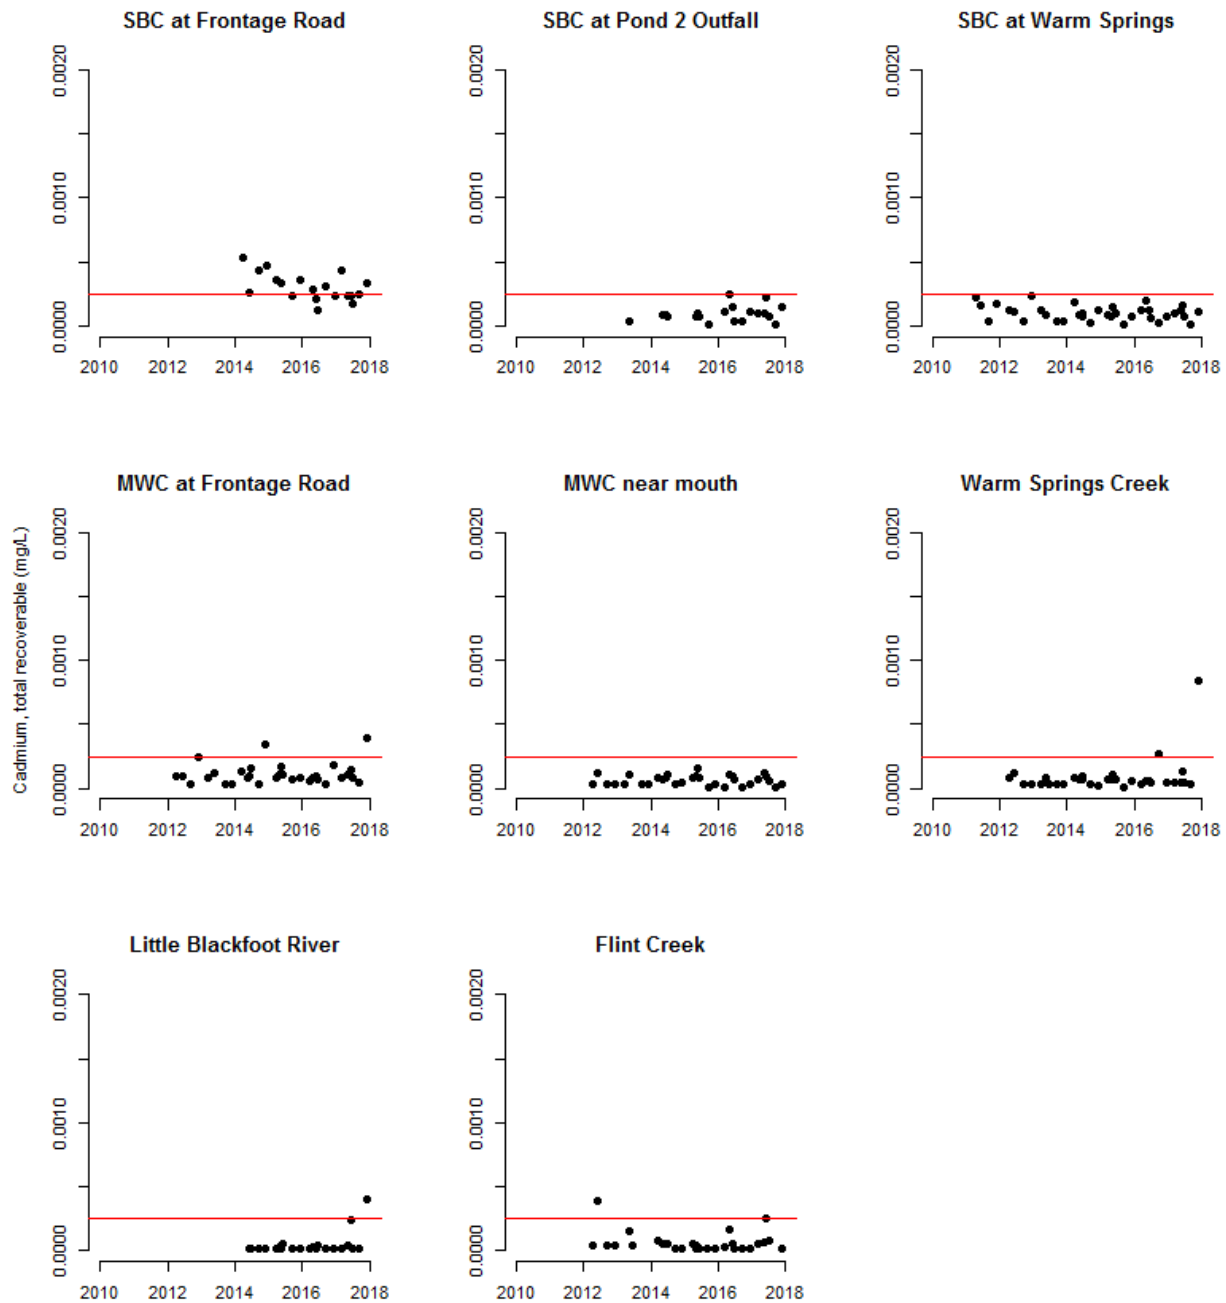 SBC at Frontage Road
SBC at Pond 2 Outfall
SBC at Warm Springs
0.0020
0.0010
0.0000
2010 2012 2014 2016 2018
0.0020
0.0010
0.0000
2010 2012 2014 2016 2018
0.0020
0.0010
0.0000
2010 2012 2014 2016 2018
Cadmium, total recoverable (mg/L)
MWC at Frontage Road
MWC near mouth
Warm Springs Creek
0.0020
0.0010
0.0000
2010 2012 2014 2016 2018
0.0020
0.0010
0.0000
2010 2012 2014 2016 2018
0.0020
0.0010
0.0000
2010 2012 2014 2016 2018
Little Blackfoot River
Flint Creek
0.0020
0.0010
0.0000
2010 2012 2014 2016 2018
0.0020
0.0010
0.0000
2010 2012 2014 2016 2018